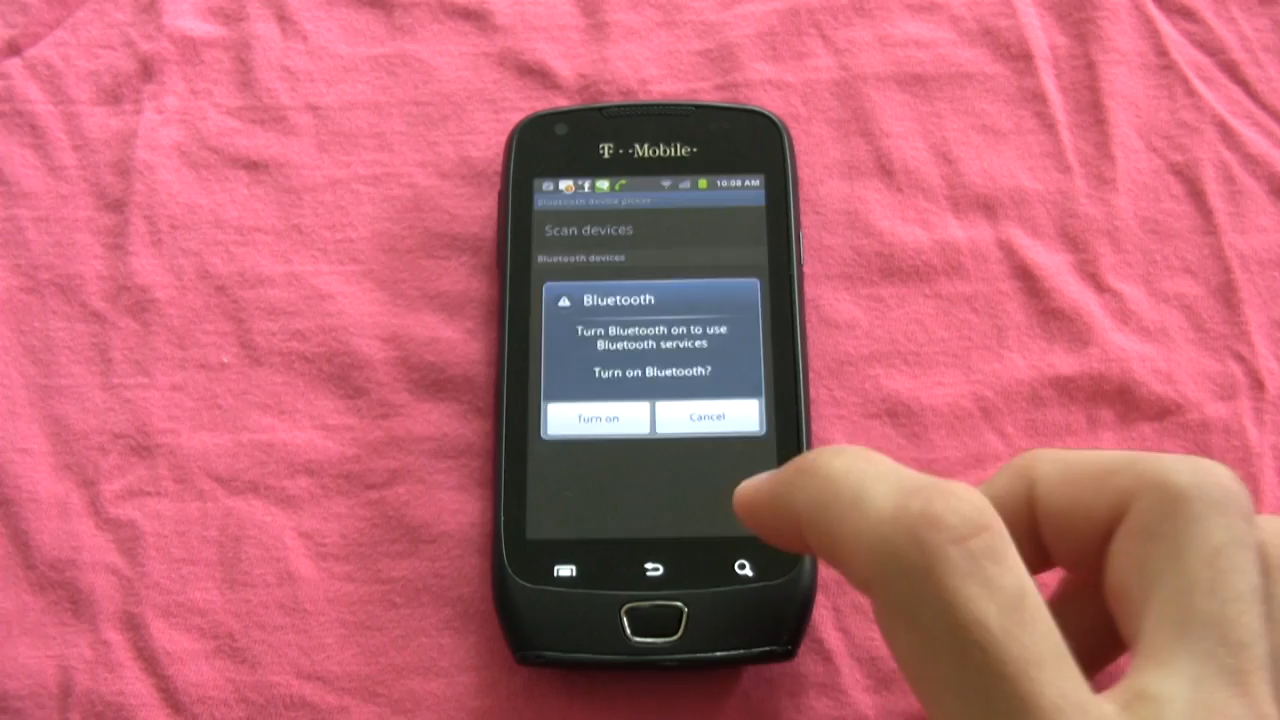 T - -Mobile-
10:08 AM
Bluetooth device picker
Scan devices
Bluetooth devices
Bluetooth
Turn Bluetooth on to use
Bluetooth services
Turn on Bluetooth?
Turn on
Cancel